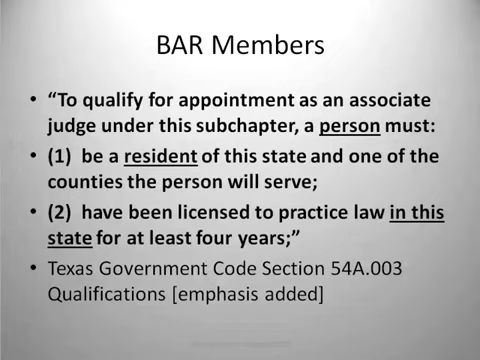 BAR Members
• “To qualify for appointment as an associate
judge under this subchapter, a person must:
• (1)  be a resident of this state and one of the
counties the person will serve;
• (2)  have been licensed to practice law in this
state for at least four years;”
• Texas Government Code Section 54A.003
Qualifications [emphasis added]